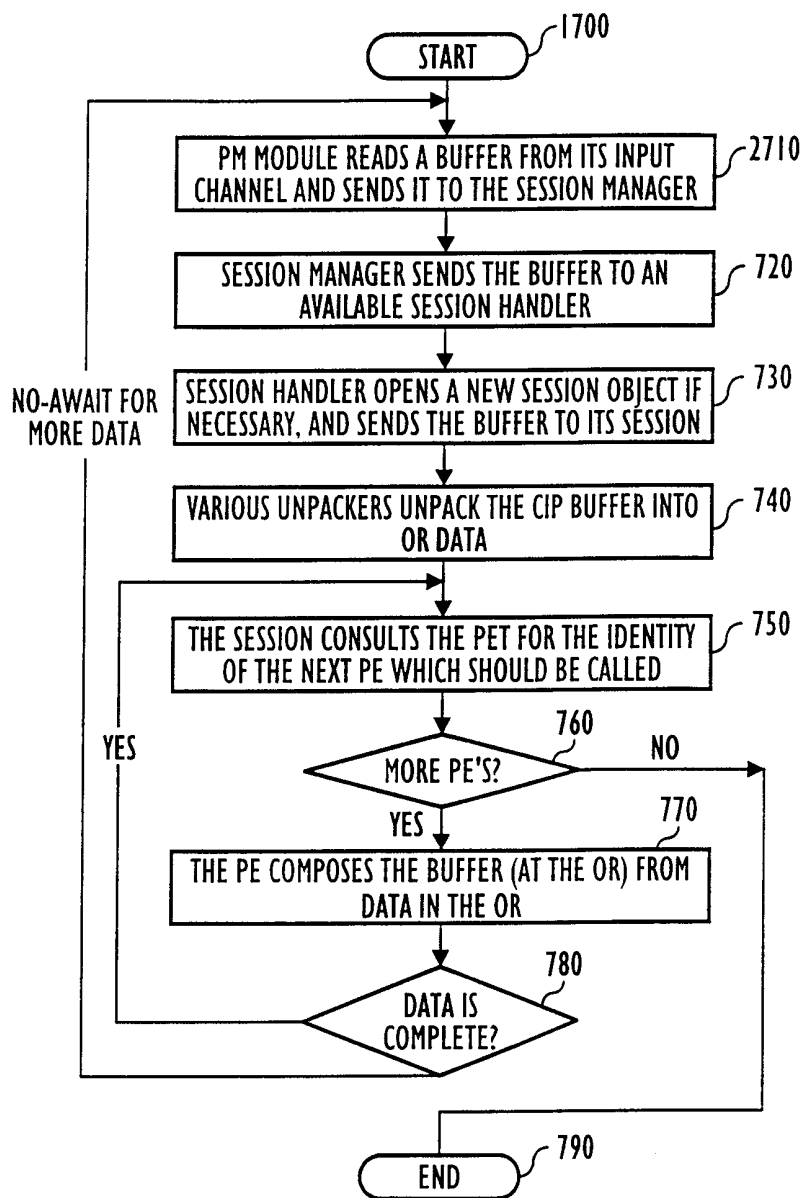 1700
START
PM MODULE READS A BUFFER FROM ITS INPUT
CHANNEL AND SENDS IT TO THE SESSION MANAGER
2710
SESSION MANAGER SENDS THE BUFFER TO AN
AVAILABLE SESSION HANDLER
720
NO-AWAIT FOR
MORE DATA
SESSION HANDLER OPENS A NEW SESSION OBJECT IF
NECESSARY, AND SENDS THE BUFFER TO ITS SESSION
730
VARIOUS UNPACKERS UNPACK THE CIP BUFFER INTO
OR DATA
740
THE SESSION CONSULTS THE PET FOR THE IDENTITY
OF THE NEXT PE WHICH SHOULD BE CALLED
750
YES
760
MORE PE'S?
NO
YES
770
THE PE COMPOSES THE BUFFER (AT THE OR) FROM
DATA IN THE OR
780
DATA IS
COMPLETE?
END
790